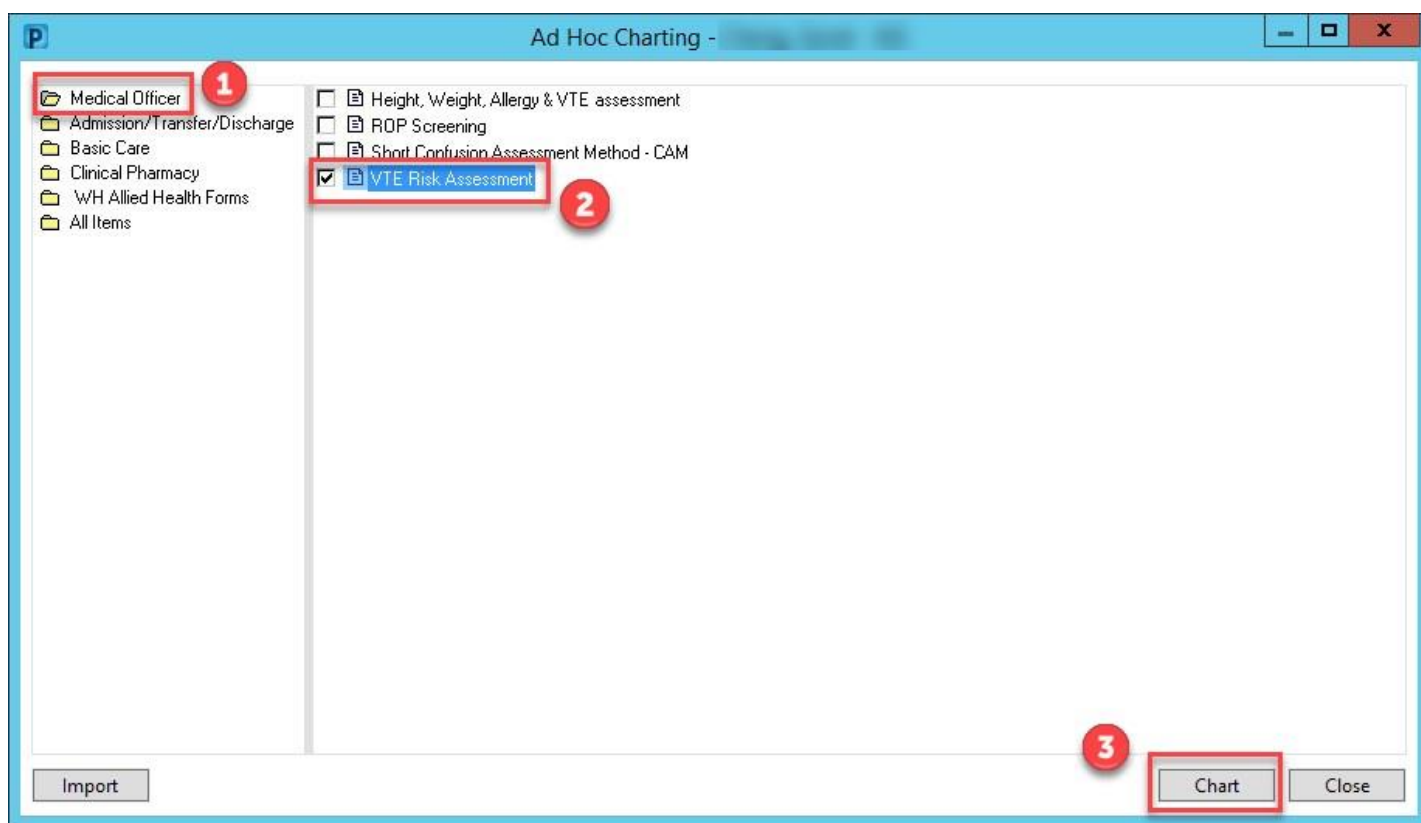 P
Ad Hoc Charting -
X
1
Medical Officer
Admission/Transfer/Discharge
Basic Care
Clinical Pharmacy
WH Allied Health Forms
All Items
Height, Weight, Allergy & VTE assessment
ROP Screening
Short Confusion Assessment Method - CAM
VTE Risk Assessment
2
3
Import
Chart
Close